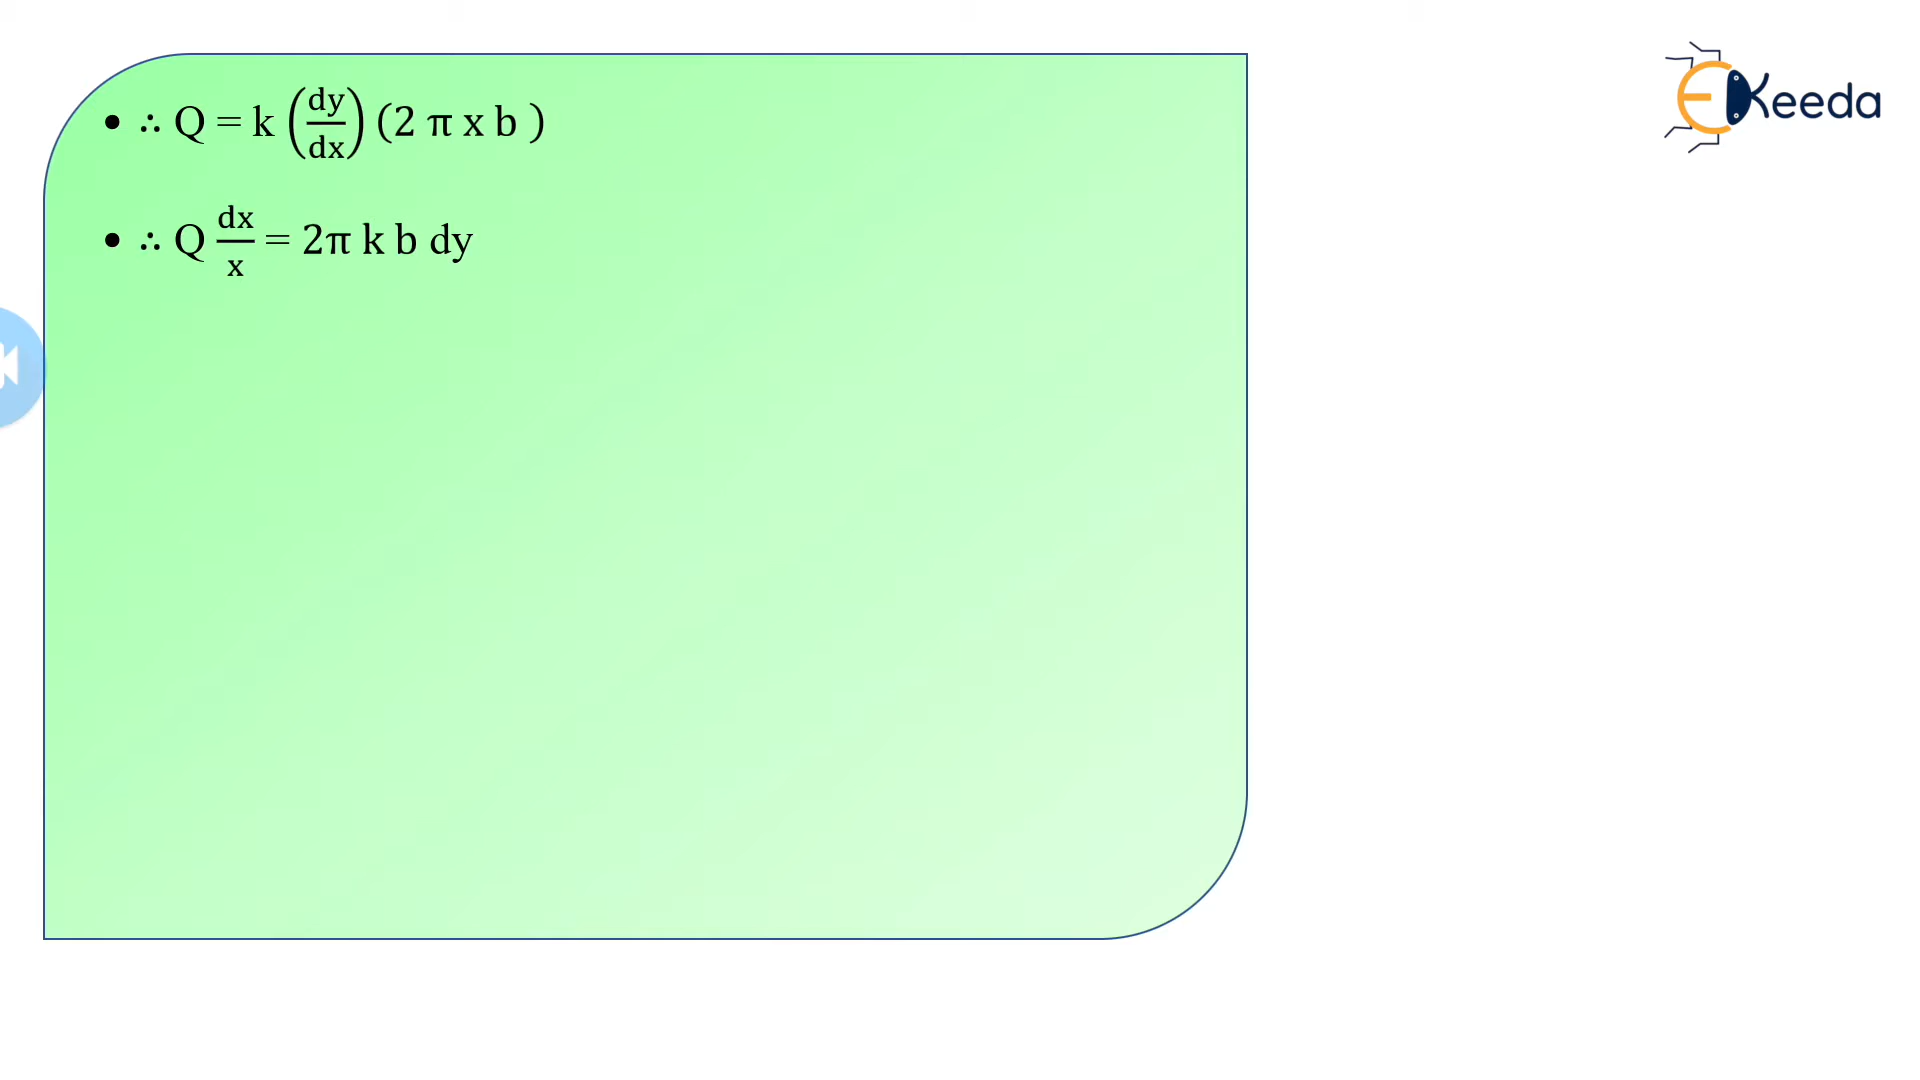 • ∴ Q = k (dy/dx) (2 π x b )
EKeeda
• ∴ Q dx/x = 2π k b dy